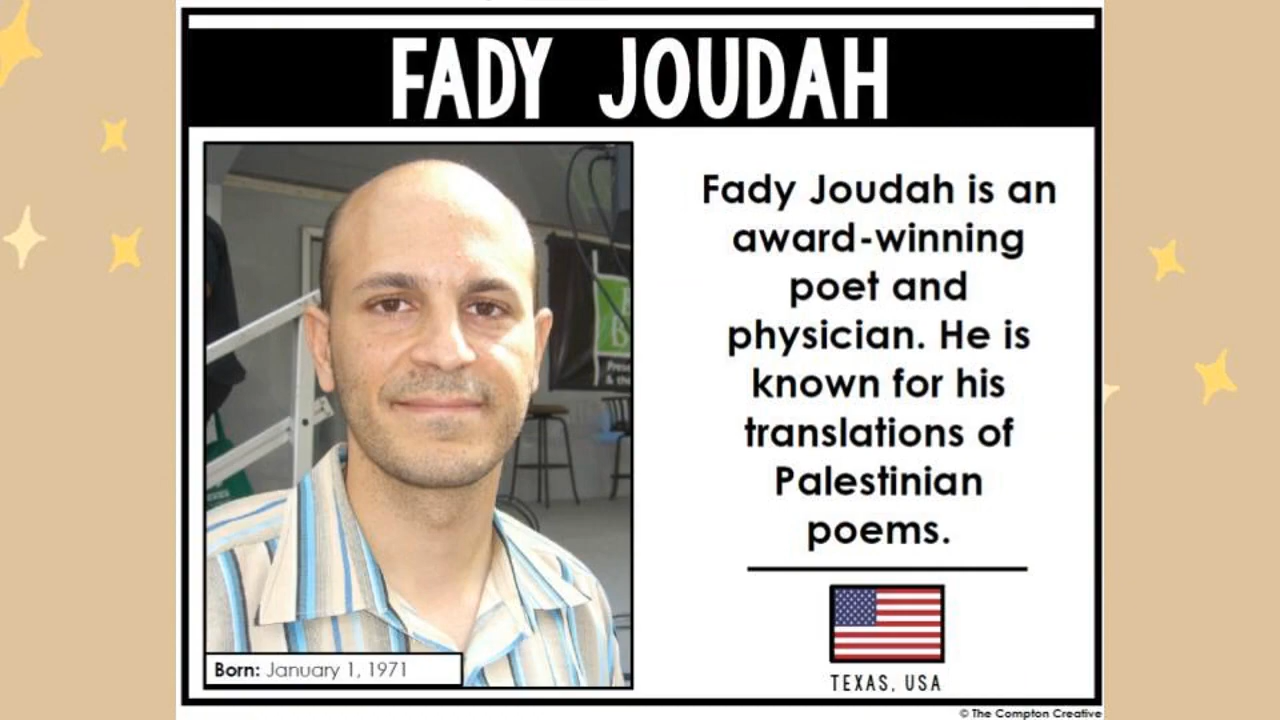 FADY JOUDAH
Fady Joudah is an
award-winning
poet and
physician. He is
known for his
translations of
Palestinian
poems.
Born: January 1, 1971
TEXAS, USA
© The Compton Creative